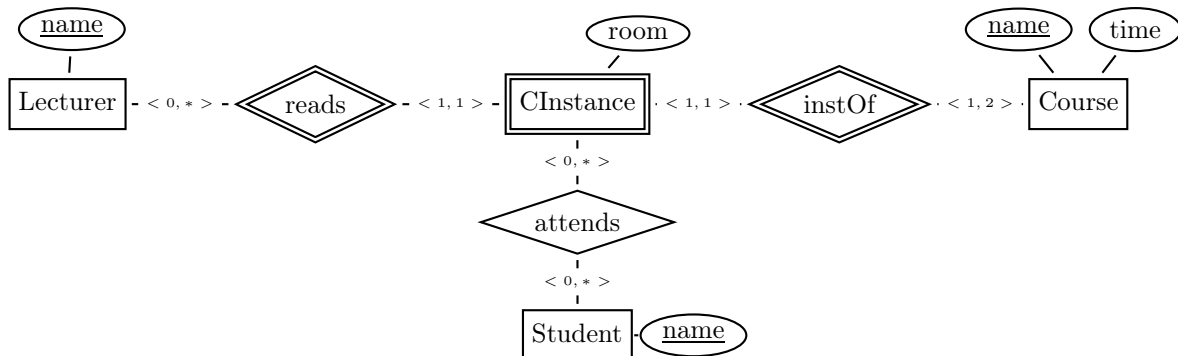 name
room
name
time
Lecturer
< 0, * >
reads
< 1, 1 >
CInstance
< 1, 1 >
instOf
< 1, 2 >
Course
< 0, * >
attends
< 0, * >
Student
name